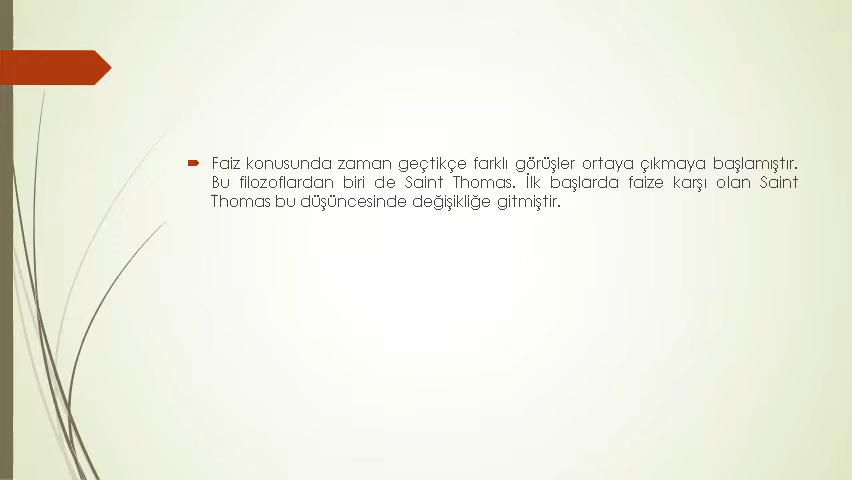 Faiz konusunda zaman geçtikçe farklı görüşler ortaya çıkmaya başlamıştır.
Bu filozoflardan biri de Saint Thomas. İlk başlarda faize karşı olan Saint
Thomas bu düşüncesinde değişikliğe gitmiştir.